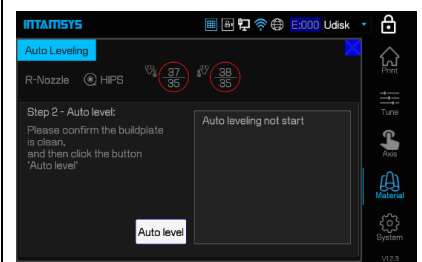 INTAMSYS E:000 Udisk
Auto Leveling
Print
R-Nozzle HIPS 37 38
35 35
Tune
Step 2 - Auto level:
Auto leveling not start
Please confirm the buildplate
is clean,
and then click the button
'Auto level'
Axis
Material
Auto level
System
V1.2.3